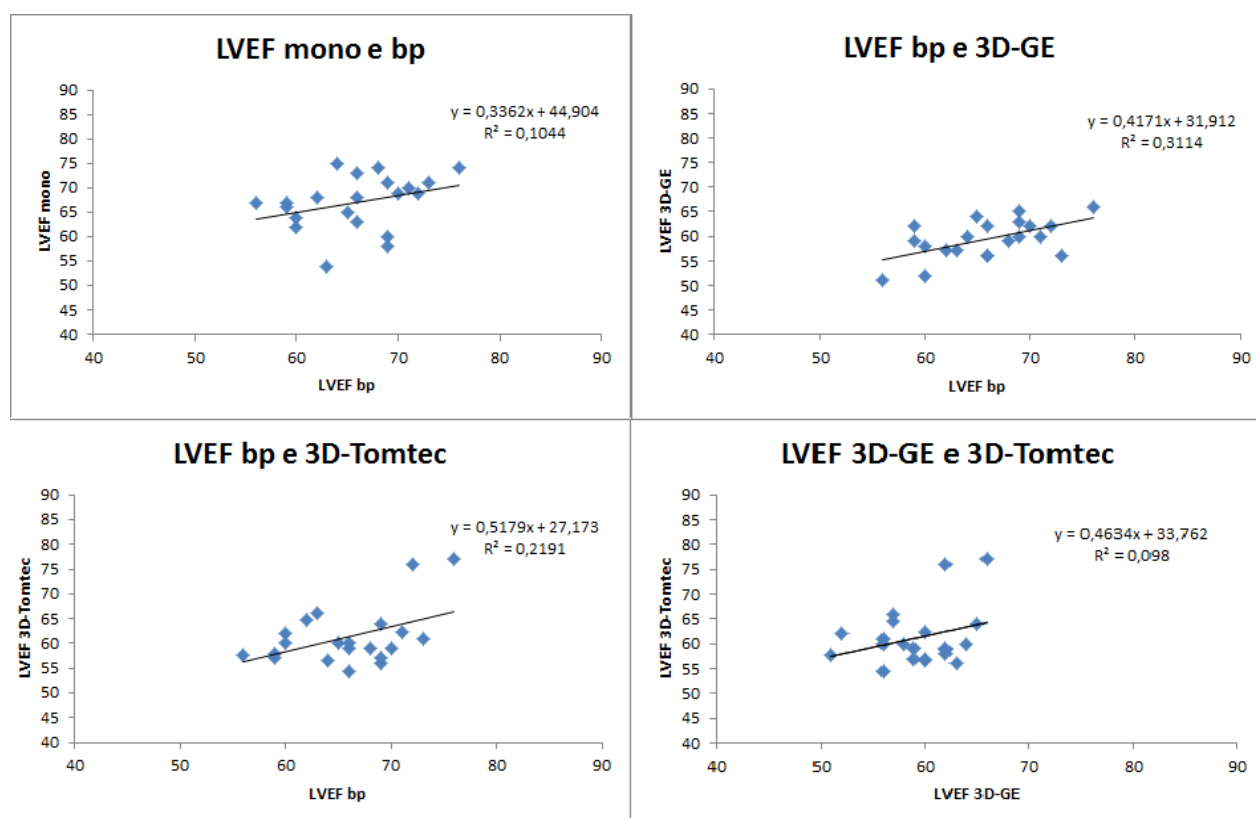 LVEF mono e bp
90
85
80
75
70
65
60
55
50
45
40
LVEF mono
y = 0,3362x + 44,904
R² = 0,1044
40 50 60 70 80 90
LVEF bp
LVEF bp e 3D-GE
90
85
80
75
70
65
60
55
50
45
40
LVEF 3D-GE
y = 0,4171x + 31,912
R² = 0,3114
40 50 60 70 80 90
LVEF bp
LVEF bp e 3D-Tomtec
90
85
80
75
70
65
60
55
50
45
40
LVEF 3D-Tomtec
y = 0,5179x + 27,173
R² = 0,2191
40 50 60 70 80 90
LVEF bp
LVEF 3D-GE e 3D-Tomtec
90
85
80
75
70
65
60
55
50
45
40
LVEF 3D-Tomtec
y = 0,4634x + 33,762
R² = 0,098
40 50 60 70 80 90
LVEF 3D-GE